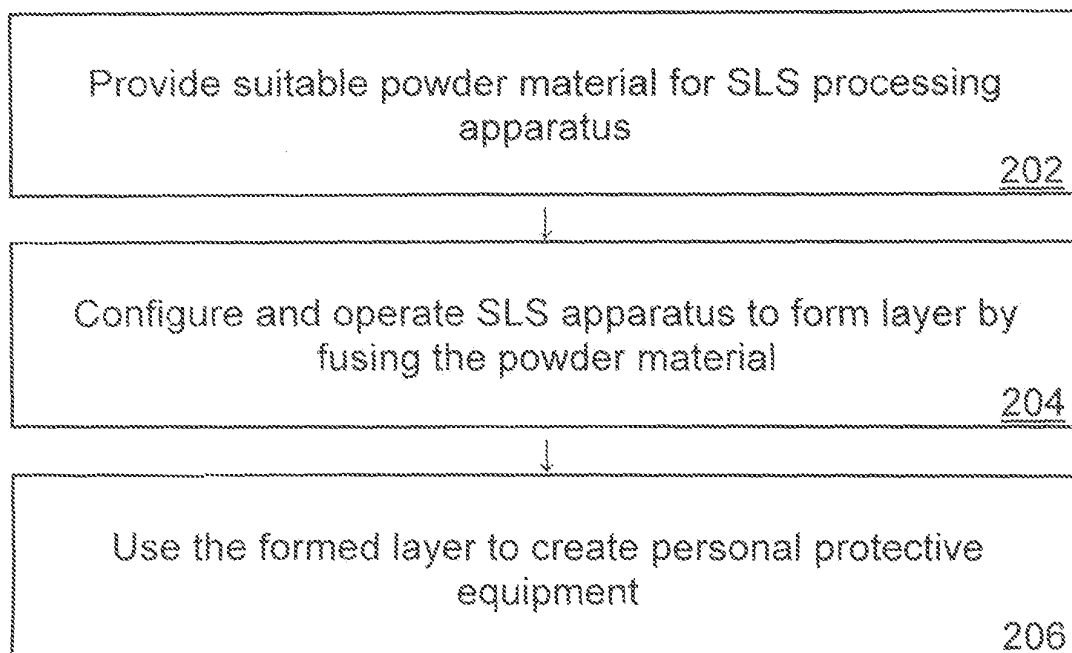 Provide suitable powder material for SLS processing
apparatus
202
↓
Configure and operate SLS apparatus to form layer by
fusing the powder material
204
↓
Use the formed layer to create personal protective
equipment
206